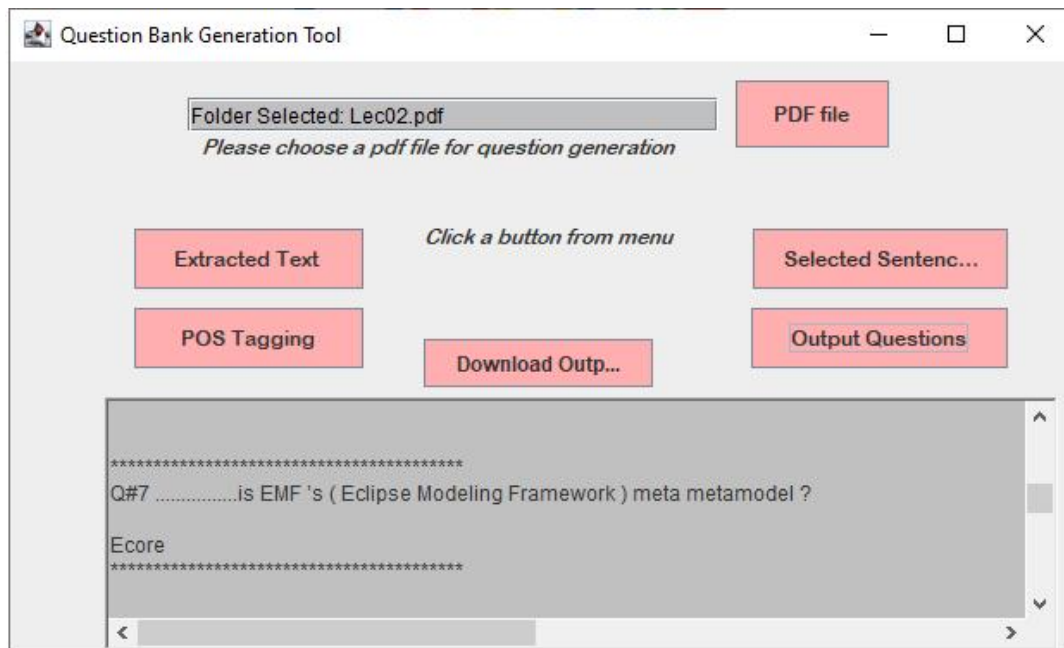 Question Bank Generation Tool
Folder Selected: Lec02.pdf
PDF file
Please choose a pdf file for question generation
Click a button from menu
Extracted Text
Selected Sentenc...
POS Tagging
Output Questions
Download Outp...
*****************************************
Q#7 ................is EMF 's ( Eclipse Modeling Framework ) meta metamodel ?
Ecore
*****************************************